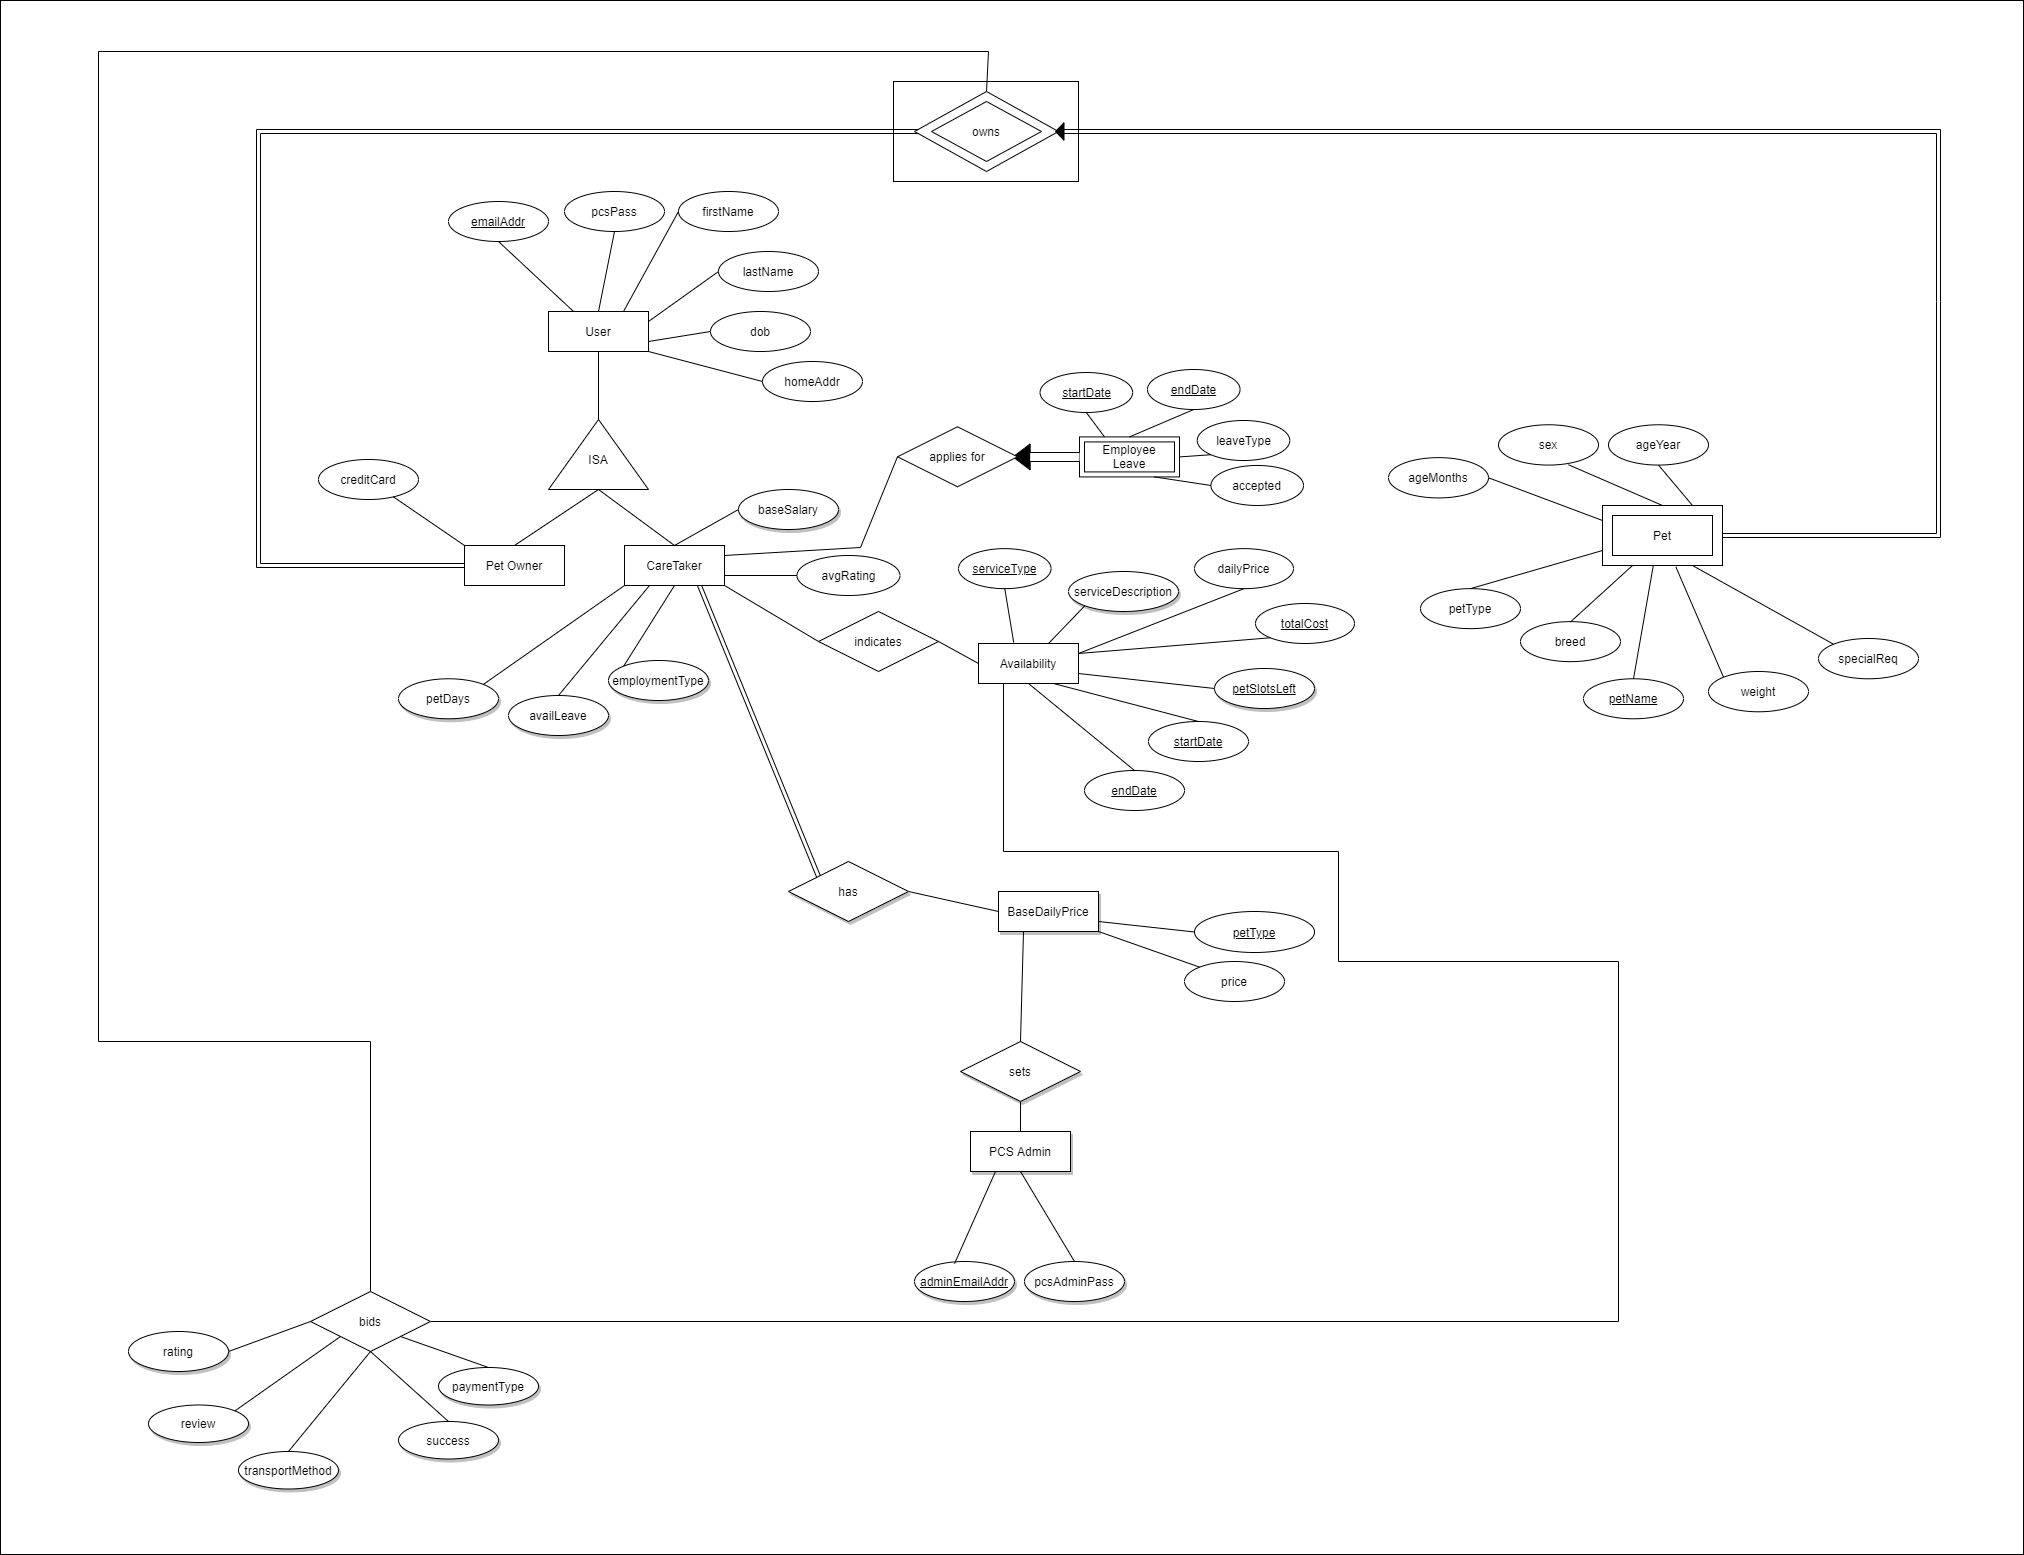 owns
emailAddr
pcsPass
firstName
lastName
dob
homeAddr
User
ISA
creditCard
Pet Owner
CareTaker
baseSalary
avgRating
petDays
availLeave
employmentType
applies for
startDate
endDate
leaveType
accepted
Employee
Leave
indicates
Availability
serviceType
serviceDescription
dailyPrice
totalCost
petSlotsLeft
startDate
endDate
sex
ageYear
ageMonths
Pet
petType
breed
petName
weight
specialReq
has
BaseDailyPrice
petType
price
sets
PCS Admin
adminEmailAddr
pcsAdminPass
bids
rating
review
transportMethod
success
paymentType